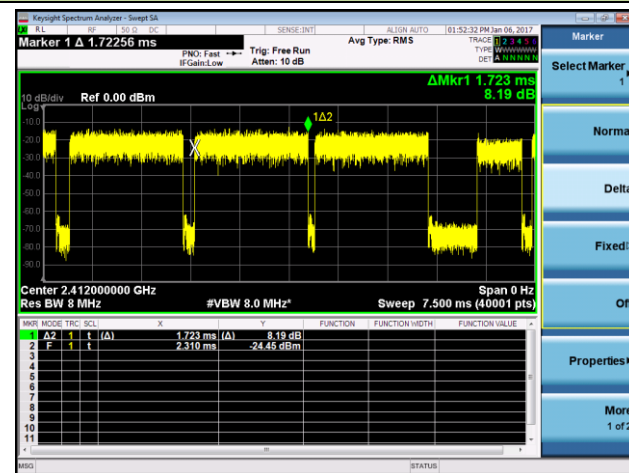 Keysight Spectrum Analyzer - Swept SA
RL RF 50 Ω DC SENSE:INT ALIGN AUTO 01:52:32 PM Jan 06, 2017
Marker 1 Δ 1.72256 ms
PNO: Fast
IFGain:Low
Trig: Free Run
Atten: 10 dB
Avg Type: RMS
TRACE 1 2 3 4 5 6
TYPE WWWWWW
DET A N N N N N
ΔMkr1 1.723 ms
8.19 dB
10 dB/div Ref 0.00 dBm
Log
1Δ2
-10.0
-20.0
-30.0
-40.0
-50.0
-60.0
-70.0
-80.0
-90.0
Center 2.412000000 GHz Span 0 Hz
Res BW 8 MHz #VBW 8.0 MHz* Sweep 7.500 ms (40001 pts)
MKR MODE TRC SCL X Y FUNCTION FUNCTION WIDTH FUNCTION VALUE
1 Δ2 1 t (Δ) 1.723 ms (Δ) 8.19 dB
2 F 1 t 2.310 ms -24.45 dBm
3
4
5
6
7
8
9
10
11
MSG STATUS
Marker
Select Marker
1
Norma
Delta
Fixed
Of
Properties
More
1 of 2